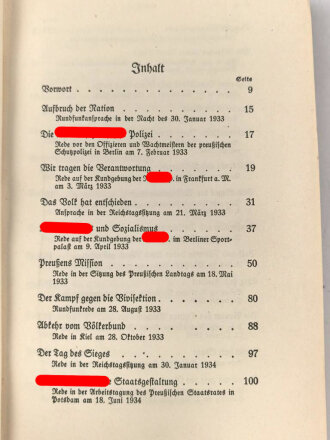 Inhalt
Seite
Vorwort . . . . . . . . . . . . . . 9
Aufbruch der Nation . . . . . . . . . . 15
Rundfunkansprache in der Nacht des 30. Januar 1933
Die Polizei . . . . . . 17
Rede vor den Offizieren und Wachtmeistern der preußischen
Schutzpolizei in Berlin am 7. Februar 1933
Wir tragen die Verantwortung . . . . . . 19
Rede auf der Kundgebung der in Frankfurt a. M.
am 3. März 1933
Das Volk hat entschieden . . . . . . . . 31
Ansprache in der Reichstagssitzung am 21. März 1933
und Sozialismus . . . . . . 37
Rede auf der Kundgebung der im Berliner Sport-
palast am 9. April 1933
Preußens Mission . . . . . . . . . . . 50
Rede in der Sitzung des Preußischen Landtags am 18. Mai
1933
Der Kampf gegen die Vivisektion . . . . . 80
Rundfunkrede am 28. August 1933
Abkehr vom Völkerbund . . . . . . . . 88
Rede in Kiel am 28. Oktober 1933
Der Tag des Sieges . . . . . . . . . . 97
Rede in der Reichstagssitzung am 30. Januar 1934
Staatsgestaltung . . . . . . 100
Rede in der Arbeitstagung des Preußischen Staatsrates in
Potsdam am 18. Juni 1934